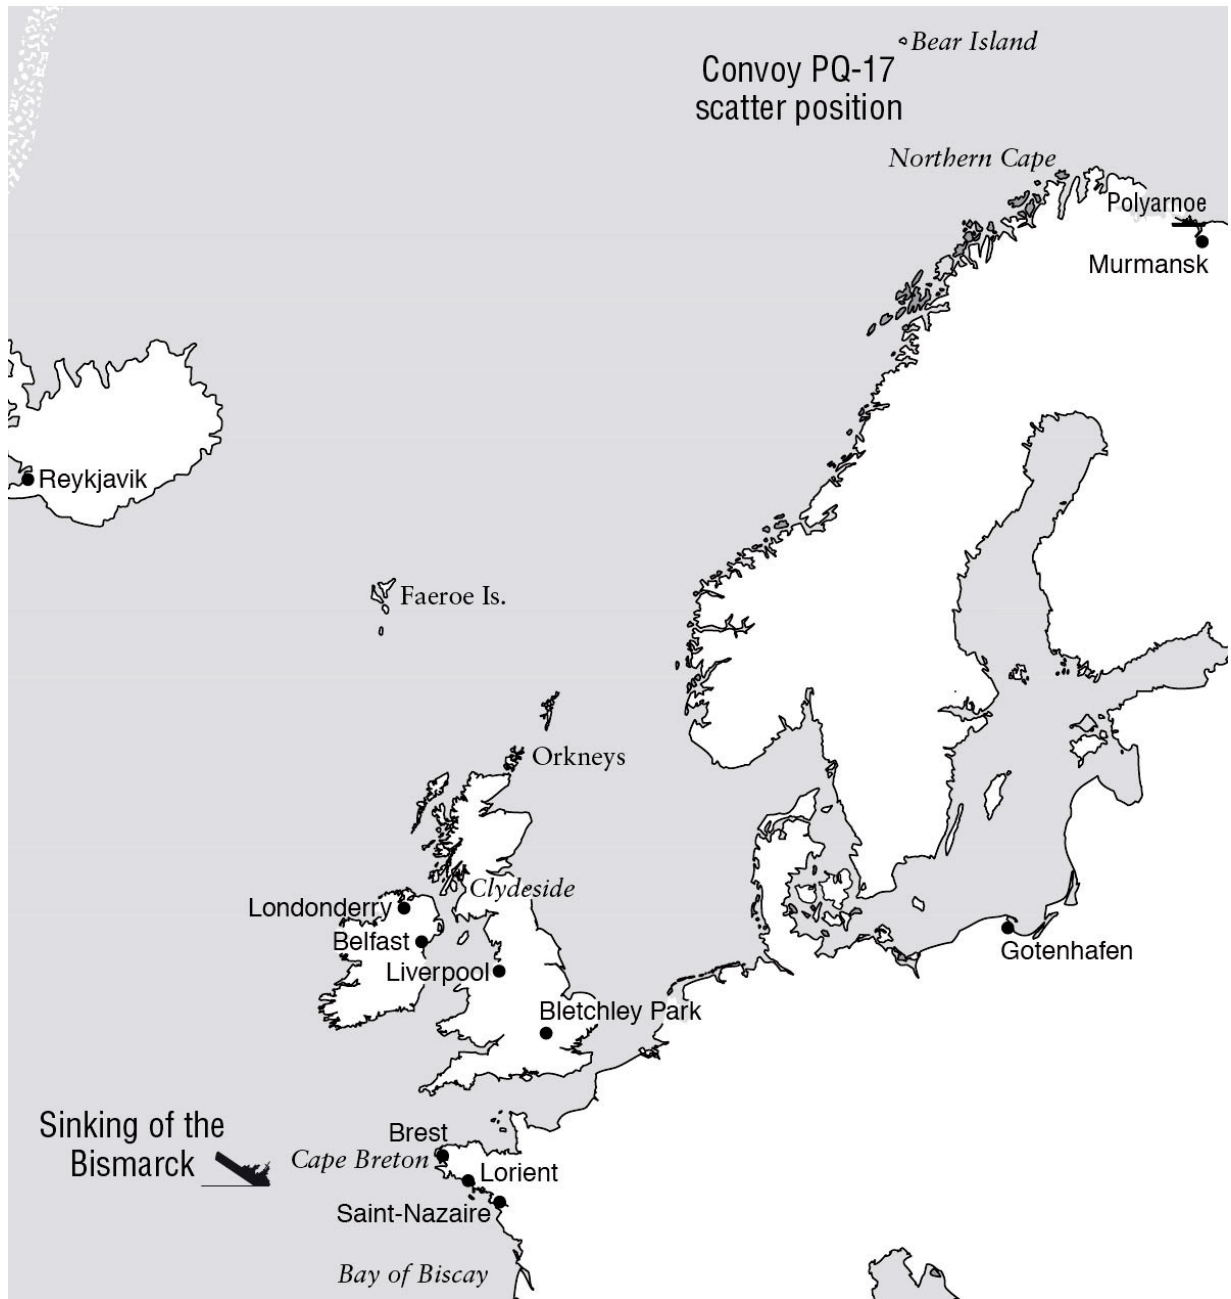 Bear Island
Convoy PQ-17
scatter position
Northern Cape
Polyarnoe
Murmansk
Reykjavik
Faeroe Is.
Orkneys
Clydeside
Londonderry
Belfast
Gotenhafen
Liverpool
Bletchley Park
Sinking of the
Bismarck
Brest
Cape Breton
Lorient
Saint-Nazaire
Bay of Biscay